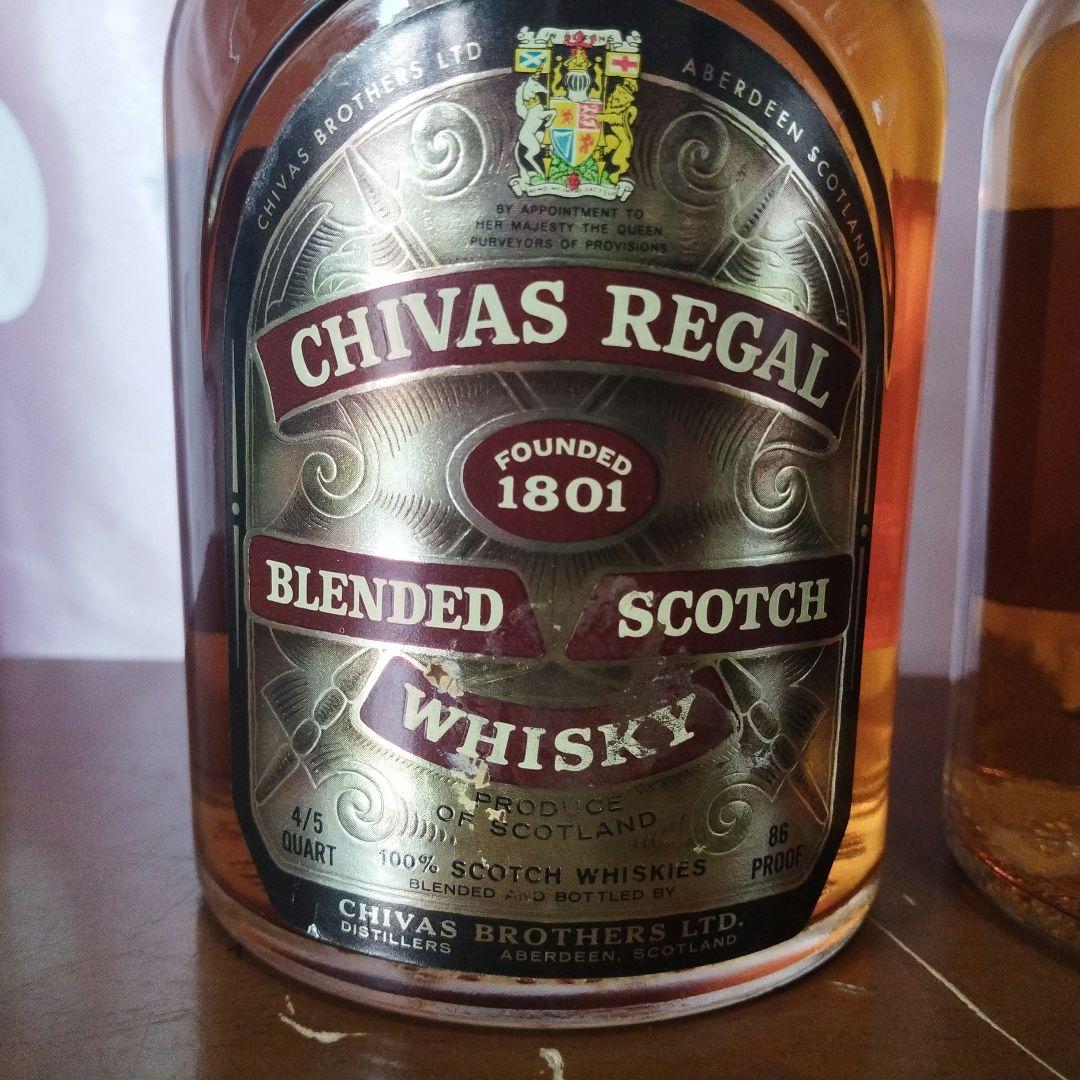 CHIVAS BROTHERS LTD
ABERDEEN SCOTLAND
BY APPOINTMENT TO
HER MAJESTY THE QUEEN
PURVEYORS OF PROVISIONS
CHIVAS REGAL
FOUNDED
1801
BLENDED SCOTCH
WHISKY
PRODUCE
OF SCOTLAND
4/5
QUART
86
PROOF
100% SCOTCH WHISKIES
BLENDED AND BOTTLED BY
CHIVAS BROTHERS LTD.
DISTILLERS ABERDEEN, SCOTLAND